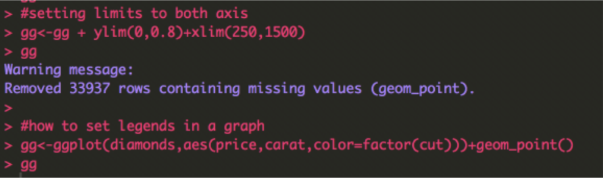 > #setting limits to both axis
> gg<-gg + ylim(0,0.8)+xlim(250,1500)
> gg
Warning message:
Removed 33937 rows containing missing values (geom_point).
>
> #how to set legends in a graph
> gg<-ggplot(diamonds,aes(price,carat,color=factor(cut)))+geom_point()
> gg